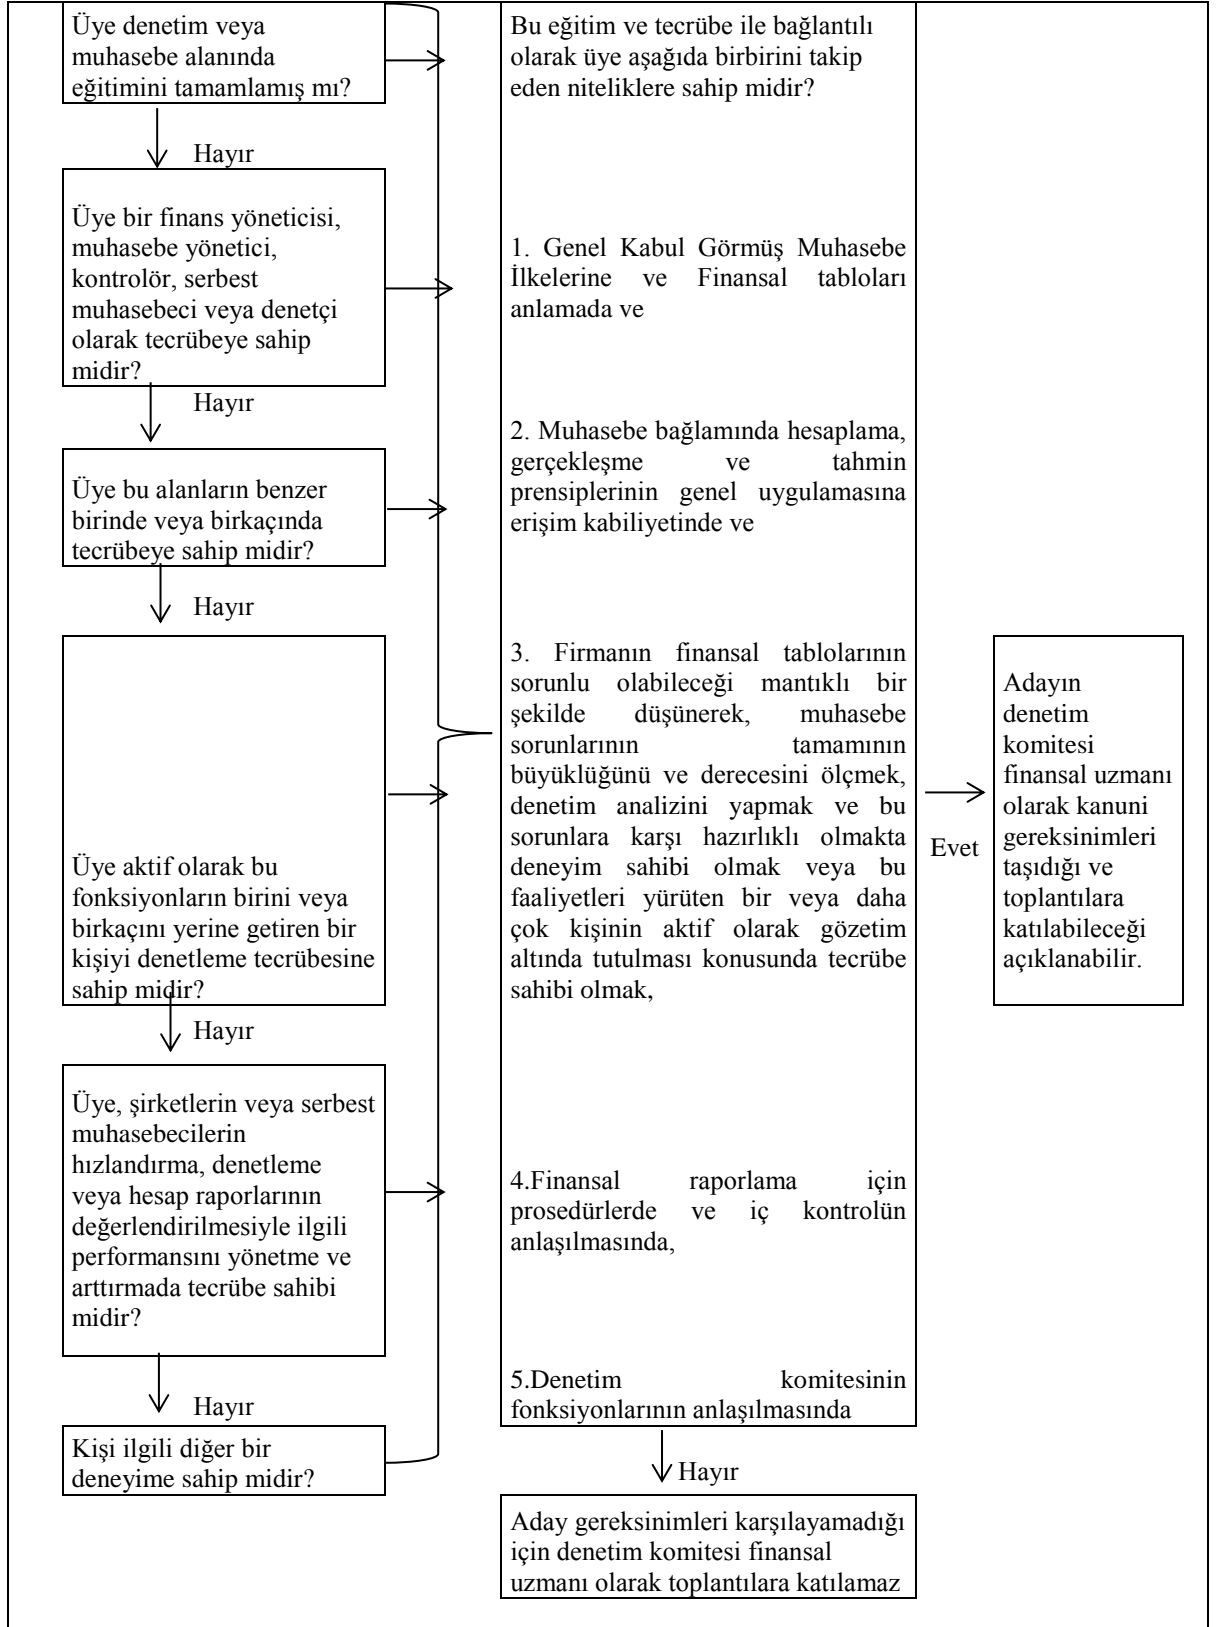 Üye denetim veya
muhasebe alanında
eğitimini tamamlamış mı?
Hayır
Üye bir finans yöneticisi,
muhasebe yönetici,
kontrolör, serbest
muhasebeci veya denetçi
olarak tecrübeye sahip
midir?
Hayır
Üye bu alanların benzer
birinde veya birkaçında
tecrübeye sahip midir?
Hayır
Üye aktif olarak bu
fonksiyonların birini veya
birkaçını yerine getiren bir
kişiyi denetleme tecrübesine
sahip midir?
Hayır
Üye, şirketlerin veya serbest
muhasebecilerin
hızlandırma, denetleme
veya hesap raporlarının
değerlendirilmesiyle ilgili
performansını yönetme ve
arttırmada tecrübe sahibi
midir?
Hayır
Kişi ilgili diğer bir
deneyime sahip midir?
Bu eğitim ve tecrübe ile bağlantılı
olarak üye aşağıda birbirini takip
eden niteliklere sahip midir?
1. Genel Kabul Görmüş Muhasebe
İlkelerine ve Finansal tabloları
anlamada ve
2. Muhasebe bağlamında hesaplama,
gerçekleşme ve tahmin
prensiplerinin genel uygulamasına
erişim kabiliyetinde ve
3. Firmanın finansal tablolarının
sorunlu olabileceği mantıklı bir
şekilde düşünerek, muhasebe
sorunlarının tamamının
büyüklüğünü ve derecesini ölçmek,
denetim analizini yapmak ve bu
sorunlara karşı hazırlıklı olmakta
deneyim sahibi olmak veya bu
faaliyetleri yürüten bir veya daha
çok kişinin aktif olarak gözetim
altında tutulması konusunda tecrübe
sahibi olmak,
4.Finansal raporlama için
prosedürlerde ve iç kontrolün
anlaşılmasında,
5.Denetim komitesinin
fonksiyonlarının anlaşılmasında
Hayır
Aday gereksinimleri karşılayamadığı
için denetim komitesi finansal
uzmanı olarak toplantılara katılamaz
Evet
Adayın
denetim
komitesi
finansal uzmanı
olarak kanuni
gereksinimleri
taşıdığı ve
toplantılara
katılabileceği
açıklanabilir.